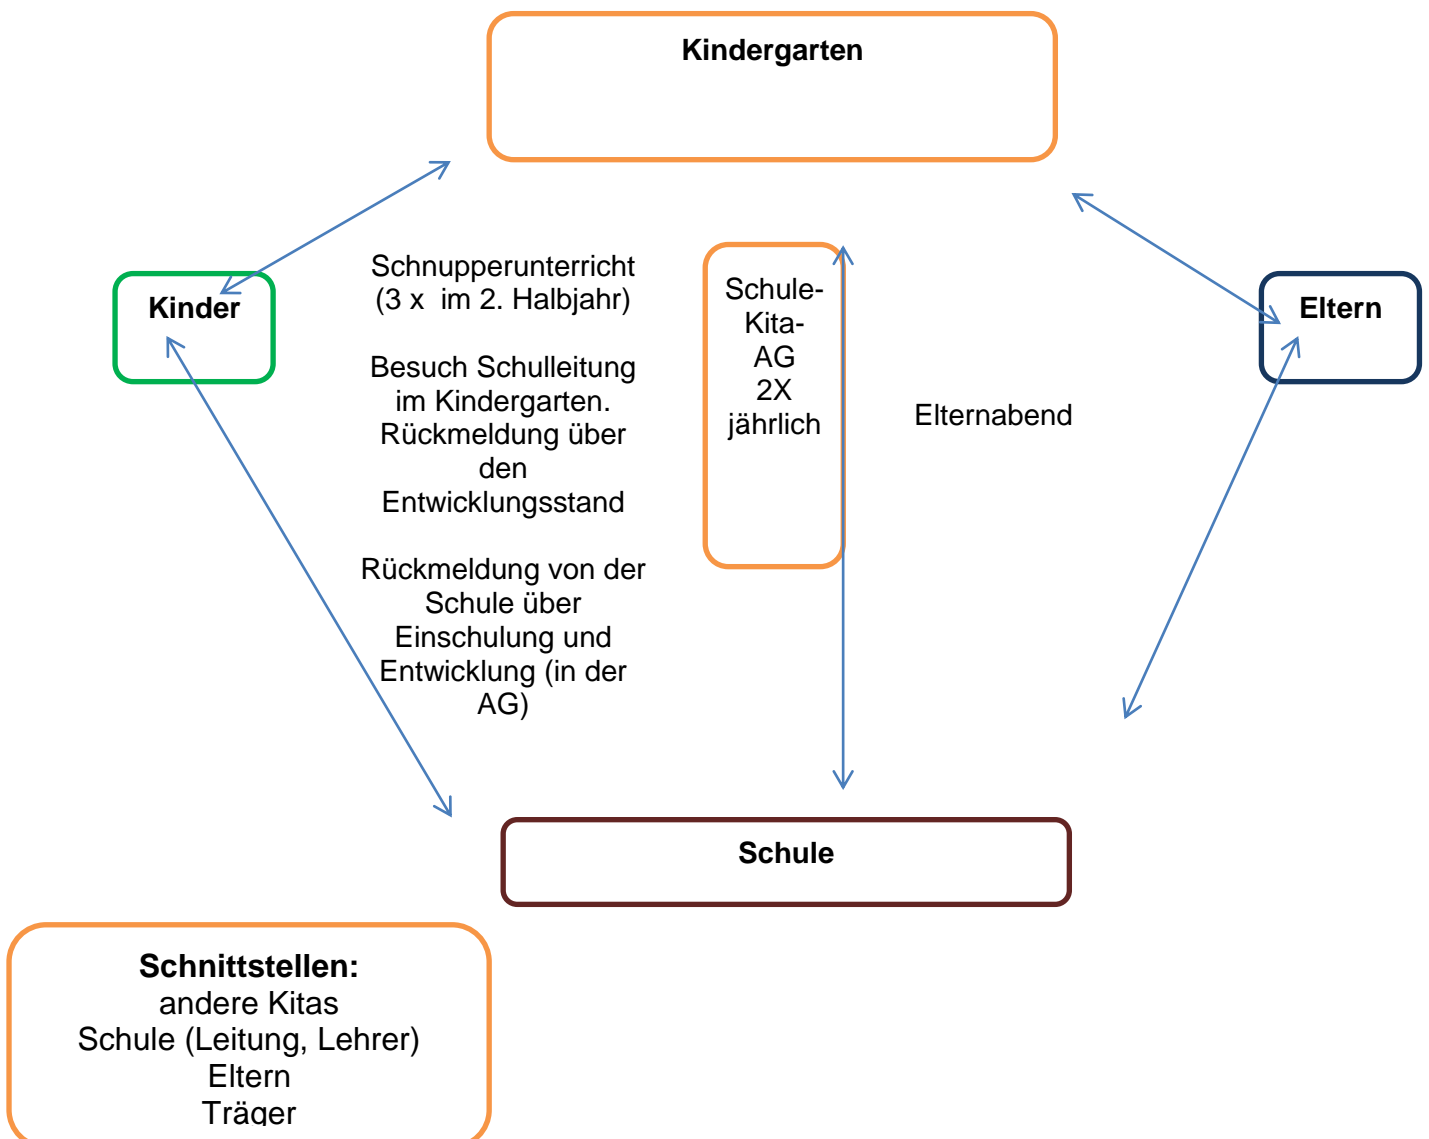 Kindergarten
Kinder
Schnupperunterricht
(3 x  im 2. Halbjahr)
Besuch Schulleitung
im Kindergarten.
Rückmeldung über
den
Entwicklungsstand
Rückmeldung von der
Schule über
Einschulung und
Entwicklung (in der
AG)
Schule-
Kita-
AG
2X
jährlich
Elternabend
Eltern
Schule
Schnittstellen:
andere Kitas
Schule (Leitung, Lehrer)
Eltern
Träger